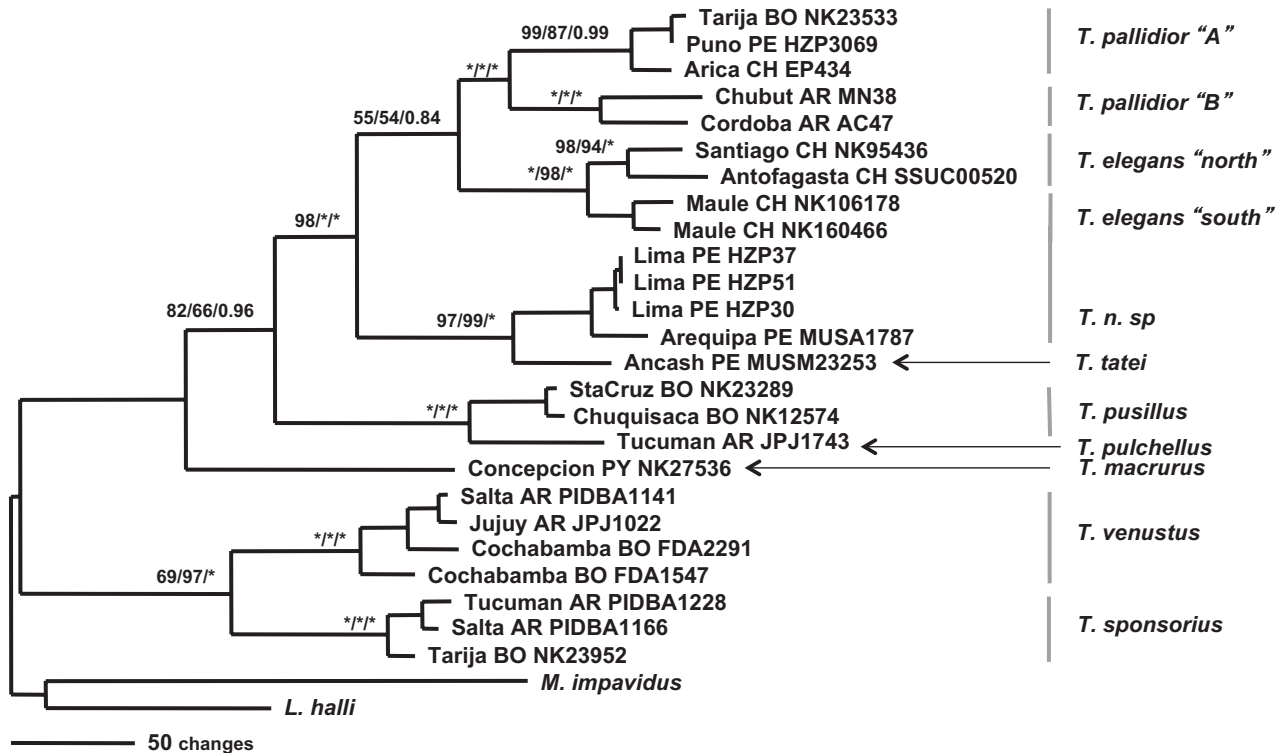 Tarija BO NK23533
99/87/0.99
T. pallidior “A”
Puno PE HZP3069
Arica CH EP434
*/*/*
Chubut AR MN38
*/*/*
T. pallidior “B”
Cordoba AR AC47
55/54/0.84
98/94/*
Santiago CH NK95436
T. elegans “north”
*/98/*
Antofagasta CH SSUC00520
Maule CH NK106178
T. elegans “south”
98/*/*
Maule CH NK160466
Lima PE HZP37
Lima PE HZP51
82/66/0.96
Lima PE HZP30
T. n. sp
97/99/*
Arequipa PE MUSA1787
Ancash PE MUSM23253
T. tatei
StaCruz BO NK23289
*/*/*
Chuquisaca BO NK12574
T. pusillus
Tucuman AR JPJ1743
T. pulchellus
Concepcion PY NK27536
T. macrurus
Salta AR PIDBA1141
Jujuy AR JPJ1022
T. venustus
*/*/*
Cochabamba BO FDA2291
69/97/*
Cochabamba BO FDA1547
Tucuman AR PIDBA1228
*/*/*
Salta AR PIDBA1166
T. sponsorius
Tarija BO NK23952
M. impavidus
L. halli
50 changes